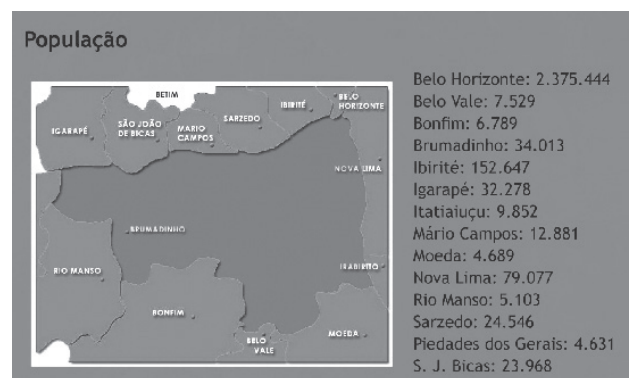 População
BETIM
IBIRITÉ
BELO
HORIZONTE
IGARAPÉ
SÃO JOÃO
DE BICAS
MARIO
CAMPOS
SARZEDO
NOVA LIMA
BRUMADINHO
RIO MANSO
ITABIRITO
BONFIM
BELO
VALE
MOEDA
Belo Horizonte: 2.375.444
Belo Vale: 7.529
Bonfim: 6.789
Brumadinho: 34.013
Ibirité: 152.647
Igarapé: 32.278
Itatiaiuçu: 9.852
Mário Campos: 12.881
Moeda: 4.689
Nova Lima: 79.077
Rio Manso: 5.103
Sarzedo: 24.546
Piedades dos Gerais: 4.631
S. J. Bicas: 23.968